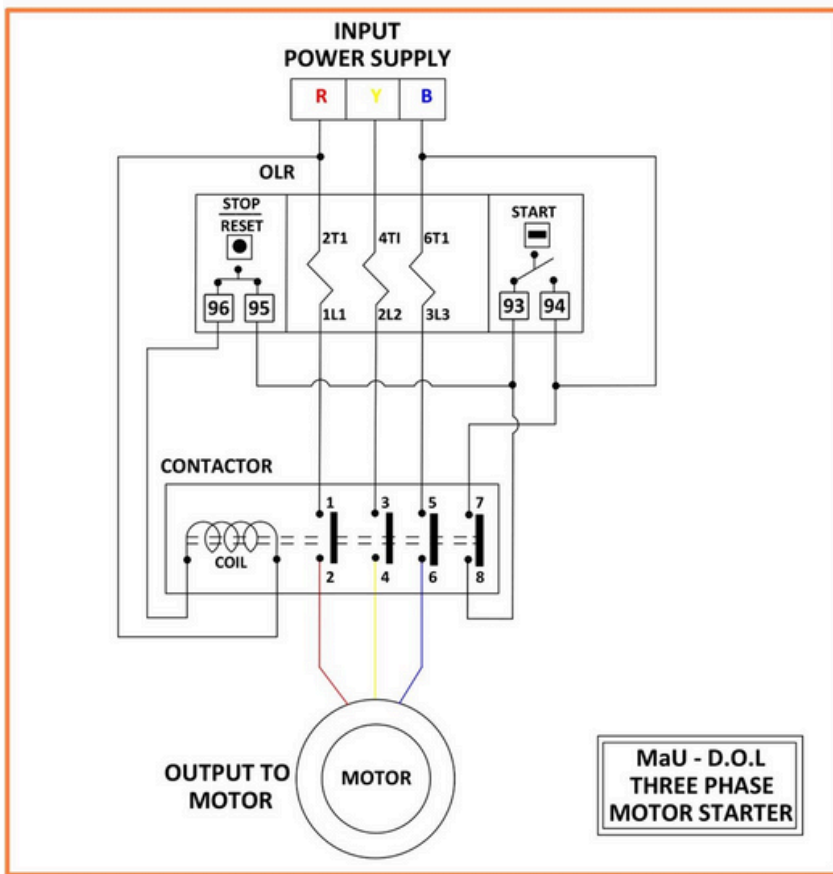 INPUT
POWER SUPPLY
R Y B
OLR
STOP
RESET
START
2T1 4TI 6T1
96 95
1L1 2L2 3L3
93 94
CONTACTOR
1 3 5 7
COIL
2 4 6 8
OUTPUT TO
MOTOR
MOTOR
MaU - D.O.L
THREE PHASE
MOTOR STARTER